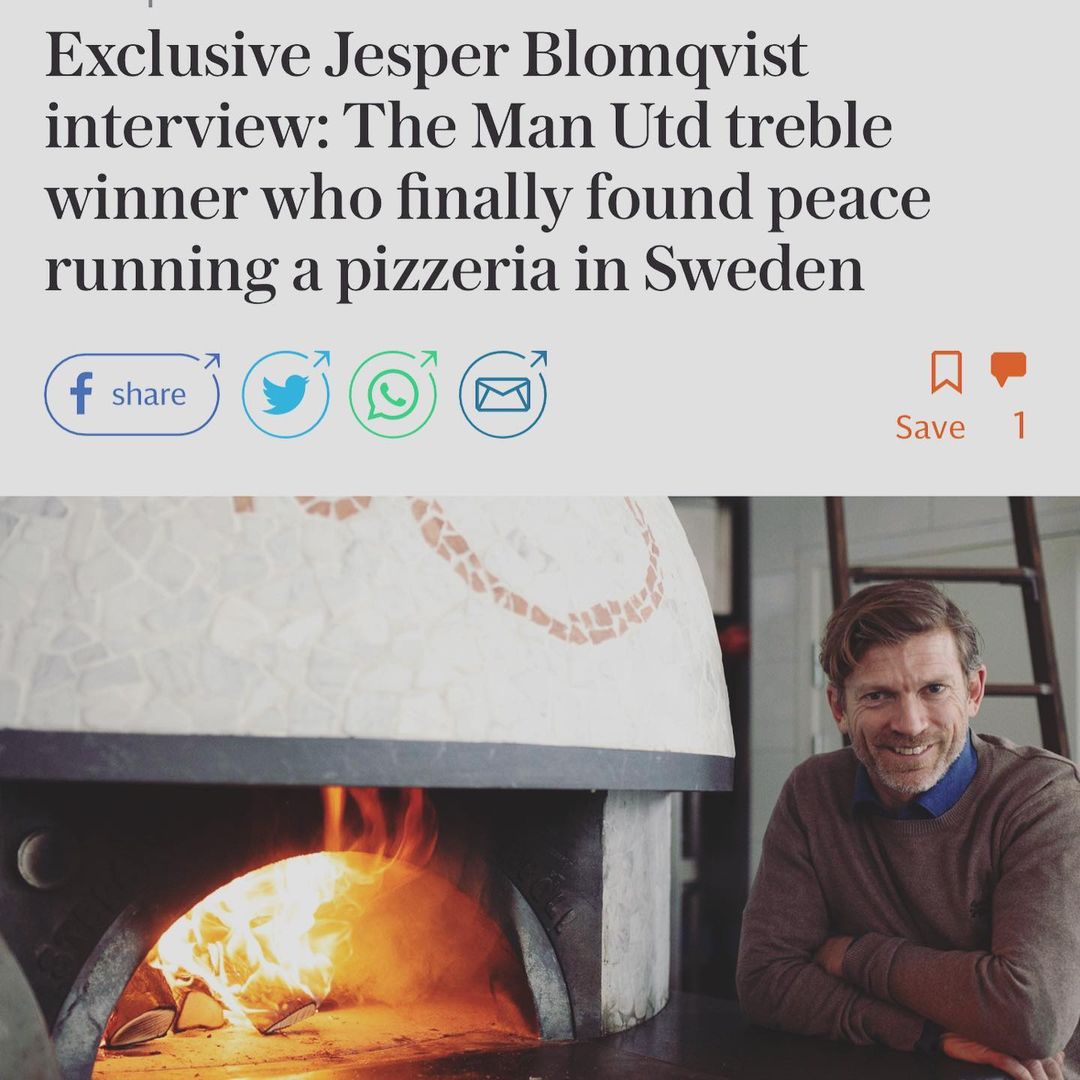 Exclusive Jesper Blomqvist
interview: The Man Utd treble
winner who finally found peace
running a pizzeria in Sweden
share
Save 1